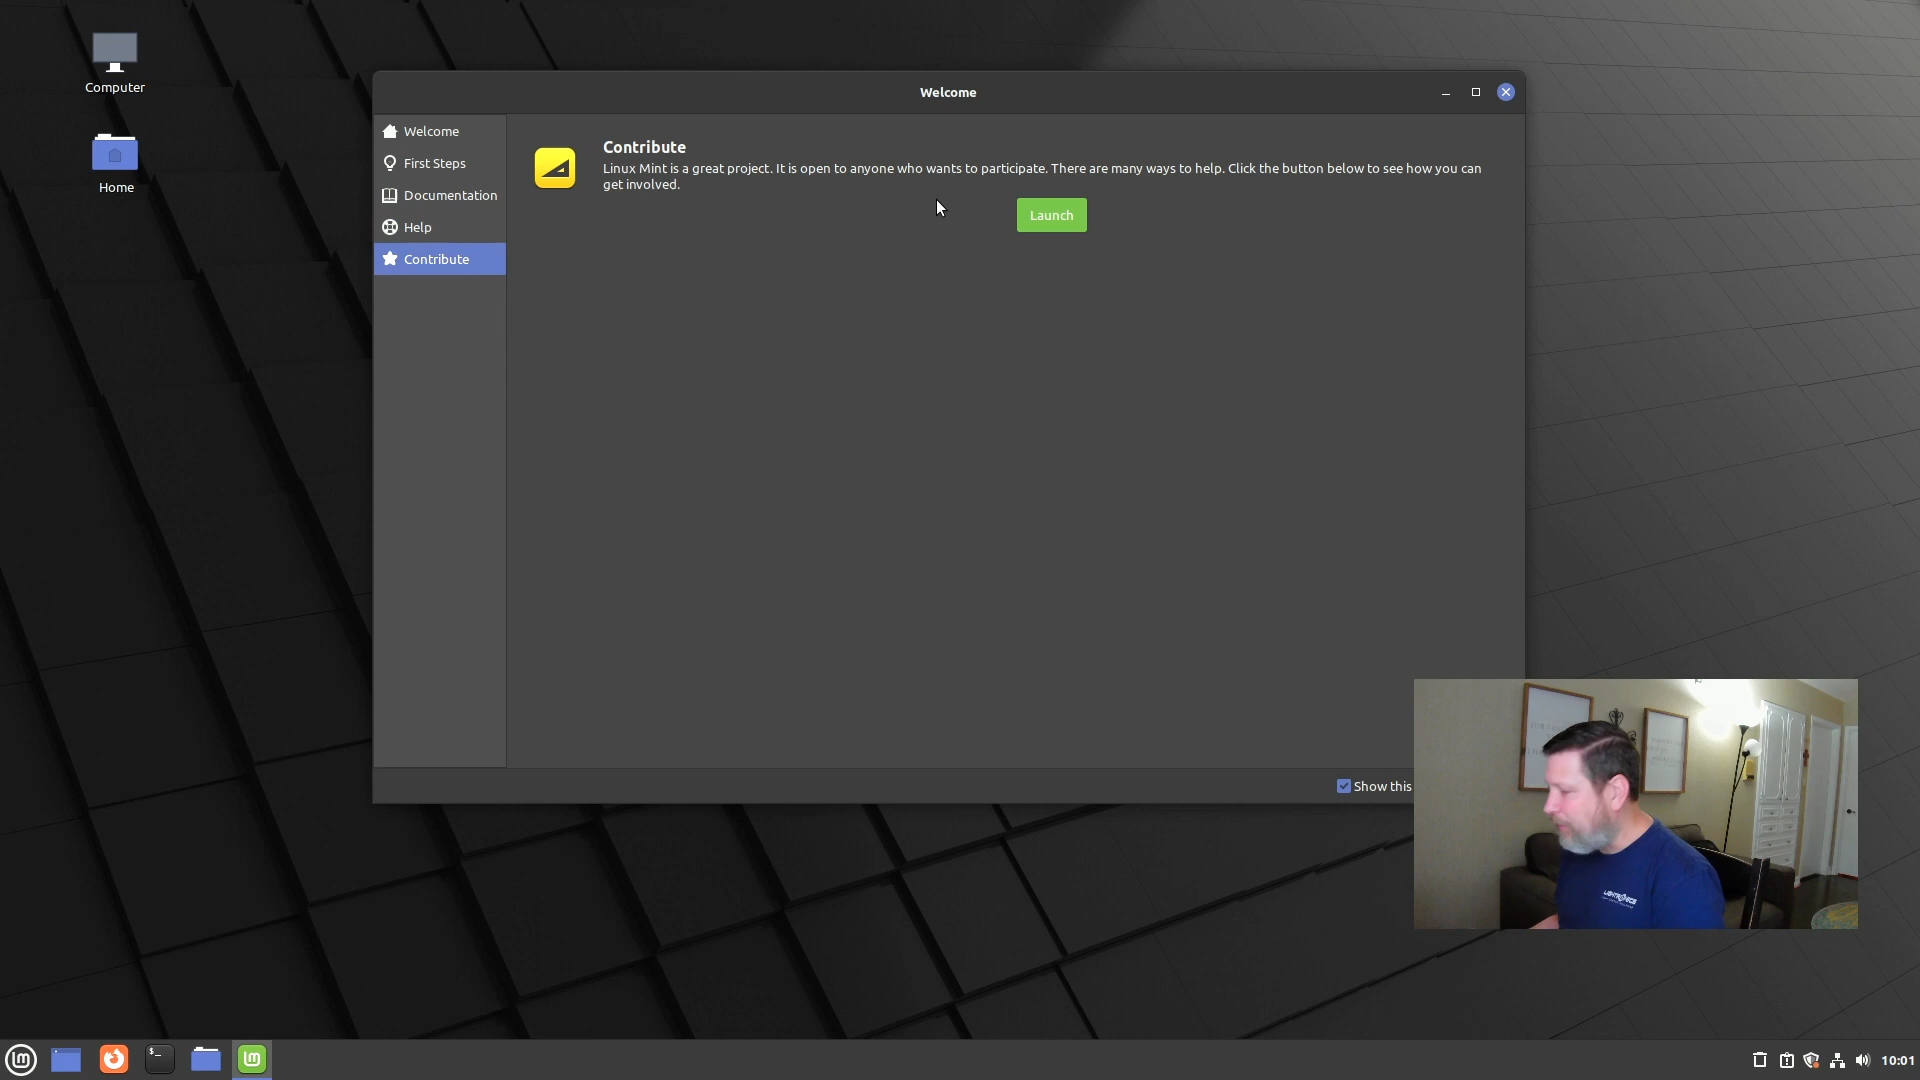 Computer
Home
Welcome
Welcome
First Steps
Documentation
Help
Contribute
Contribute
Linux Mint is a great project. It is open to anyone who wants to participate. There are many ways to help. Click the button below to see how you can
get involved.
Launch
Show this
LIGHTRONICS
$_
10:01